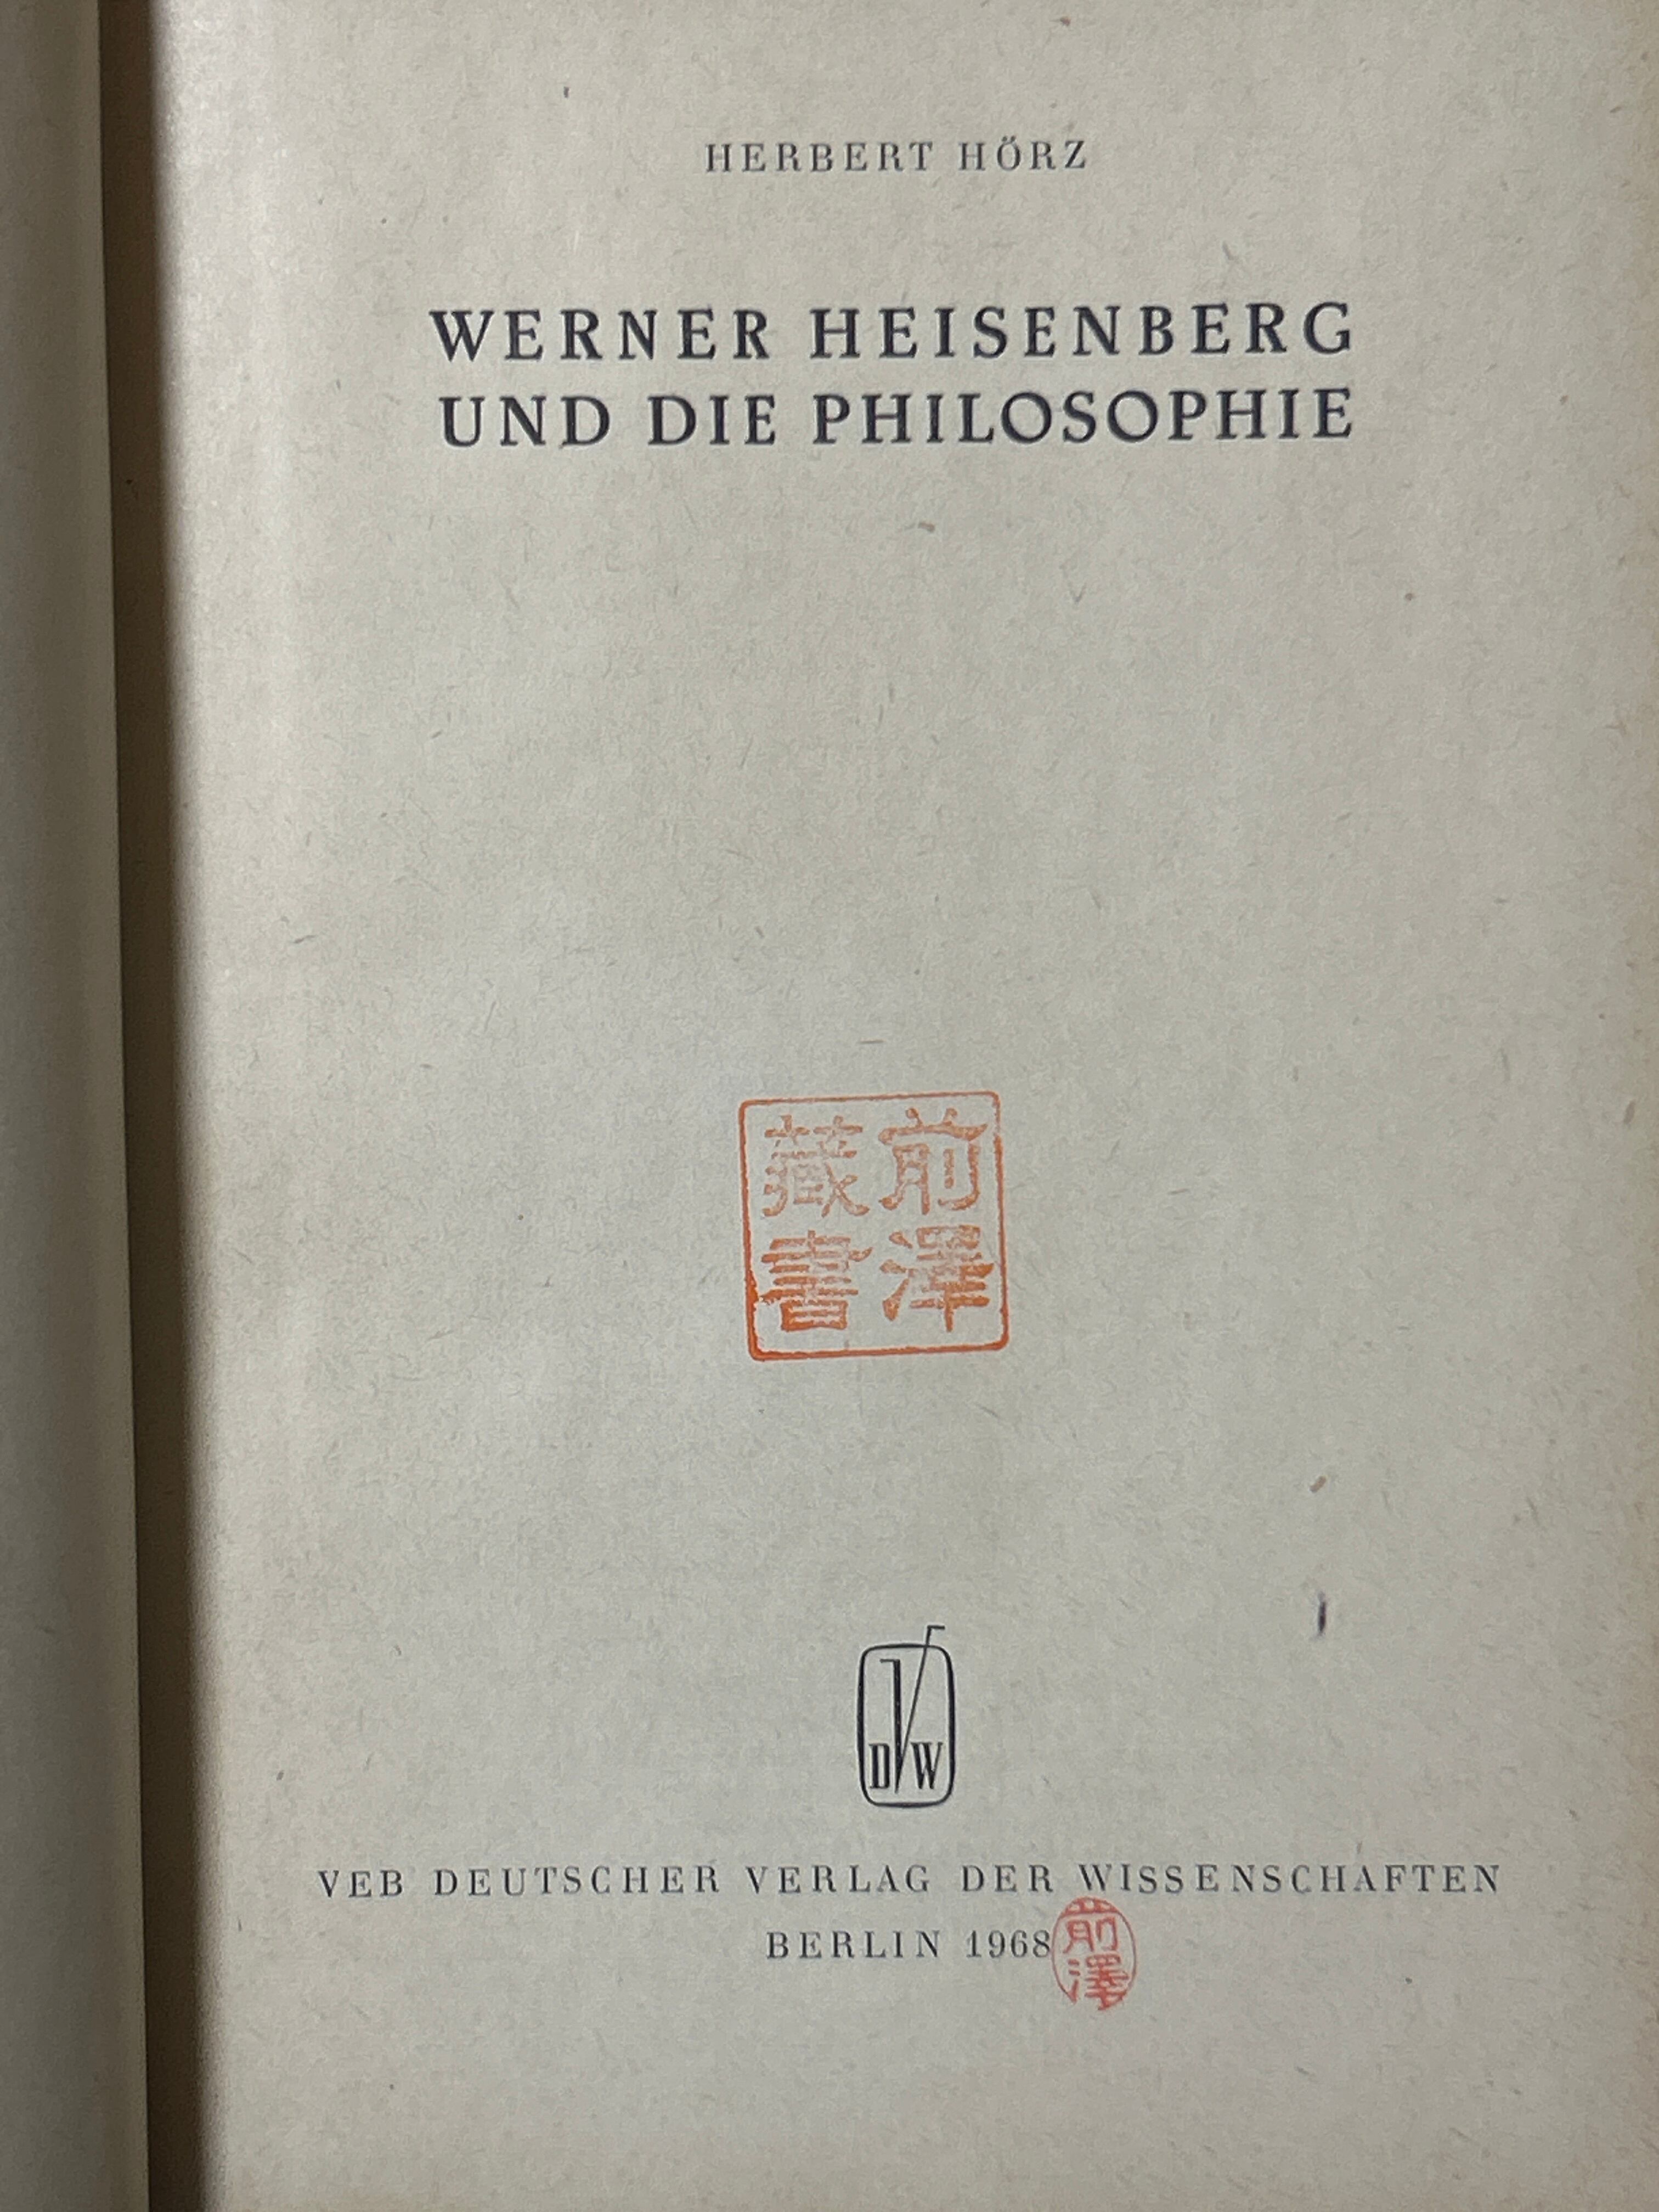 HERBERT HÖRZ
WERNER HEISENBERG
UND DIE PHILOSOPHIE
前澤
藏書
DVW
VEB DEUTSCHER VERLAG DER WISSENSCHAFTEN
BERLIN 1968
前澤